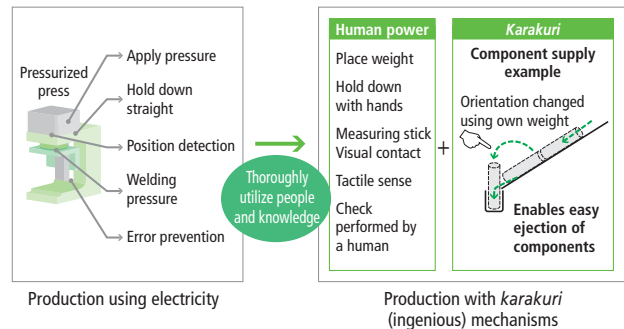 Pressurized
press
Apply pressure
Hold down
straight
Position detection
Welding
pressure
Error prevention
Production using electricity
Thoroughly
utilize people
and knowledge
Human power
Place weight
Hold down
with hands
Measuring stick
Visual contact
Tactile sense
Check
performed by
a human
+
Karakuri
Component supply
example
Orientation changed
using own weight
Enables easy
ejection of
components
Production with karakuri
(ingenious) mechanisms